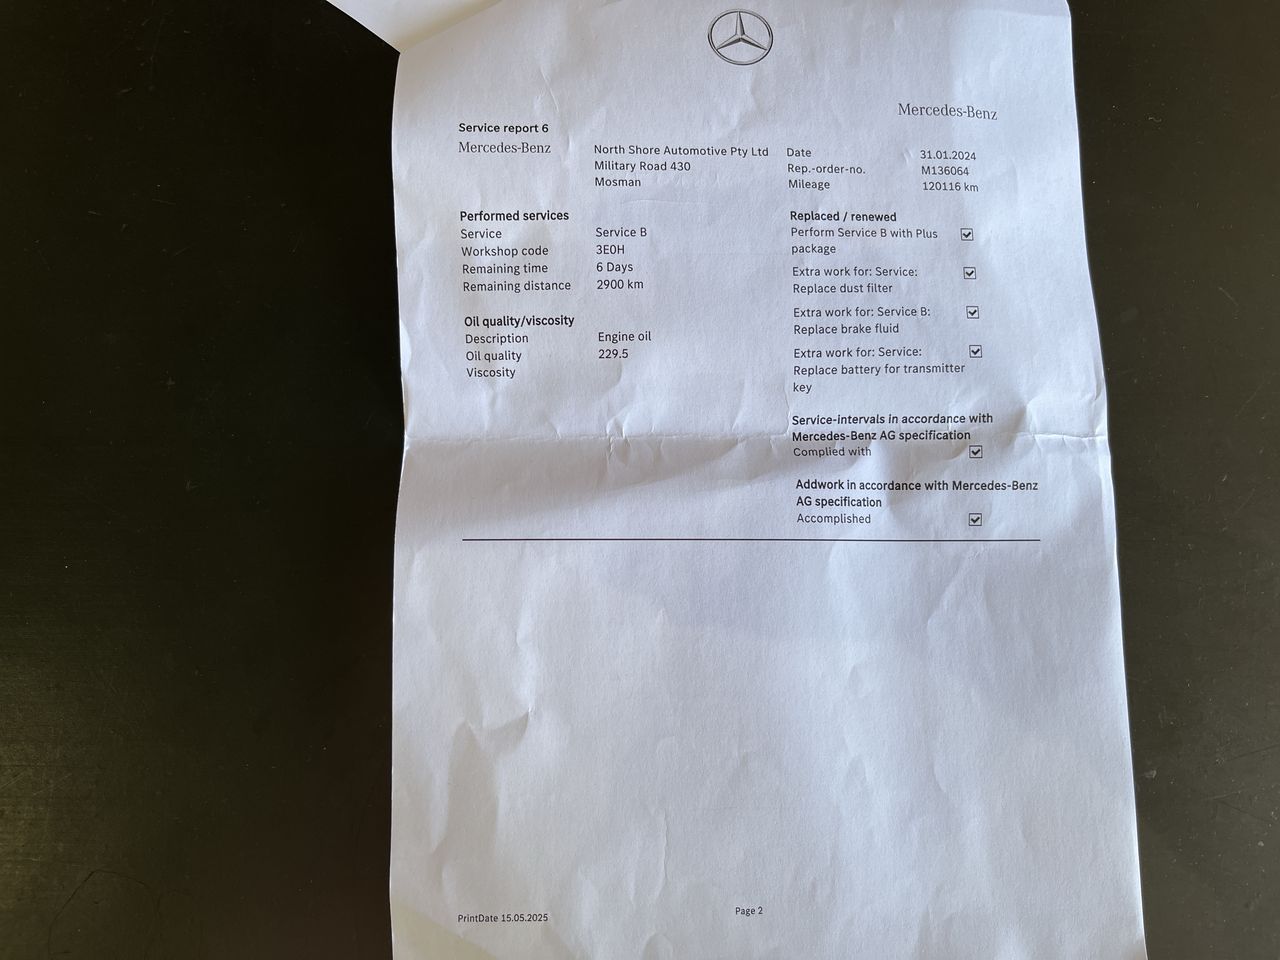 Mercedes-Benz
Service report 6
Mercedes-Benz
North Shore Automotive Pty Ltd
Military Road 430
Mosman
Date 31.01.2024
Rep.-order-no. M136064
Mileage 120116 km
Performed services
Service Service B
Workshop code 3E0H
Remaining time 6 Days
Remaining distance 2900 km
Oil quality/viscosity
Description Engine oil
Oil quality 229.5
Viscosity
Replaced / renewed
Perform Service B with Plus
package
Extra work for: Service:
Replace dust filter
Extra work for: Service B:
Replace brake fluid
Extra work for: Service:
Replace battery for transmitter
key
Service-intervals in accordance with
Mercedes-Benz AG specification
Complied with
Addwork in accordance with Mercedes-Benz
AG specification
Accomplished
PrintDate 15.05.2025
Page 2